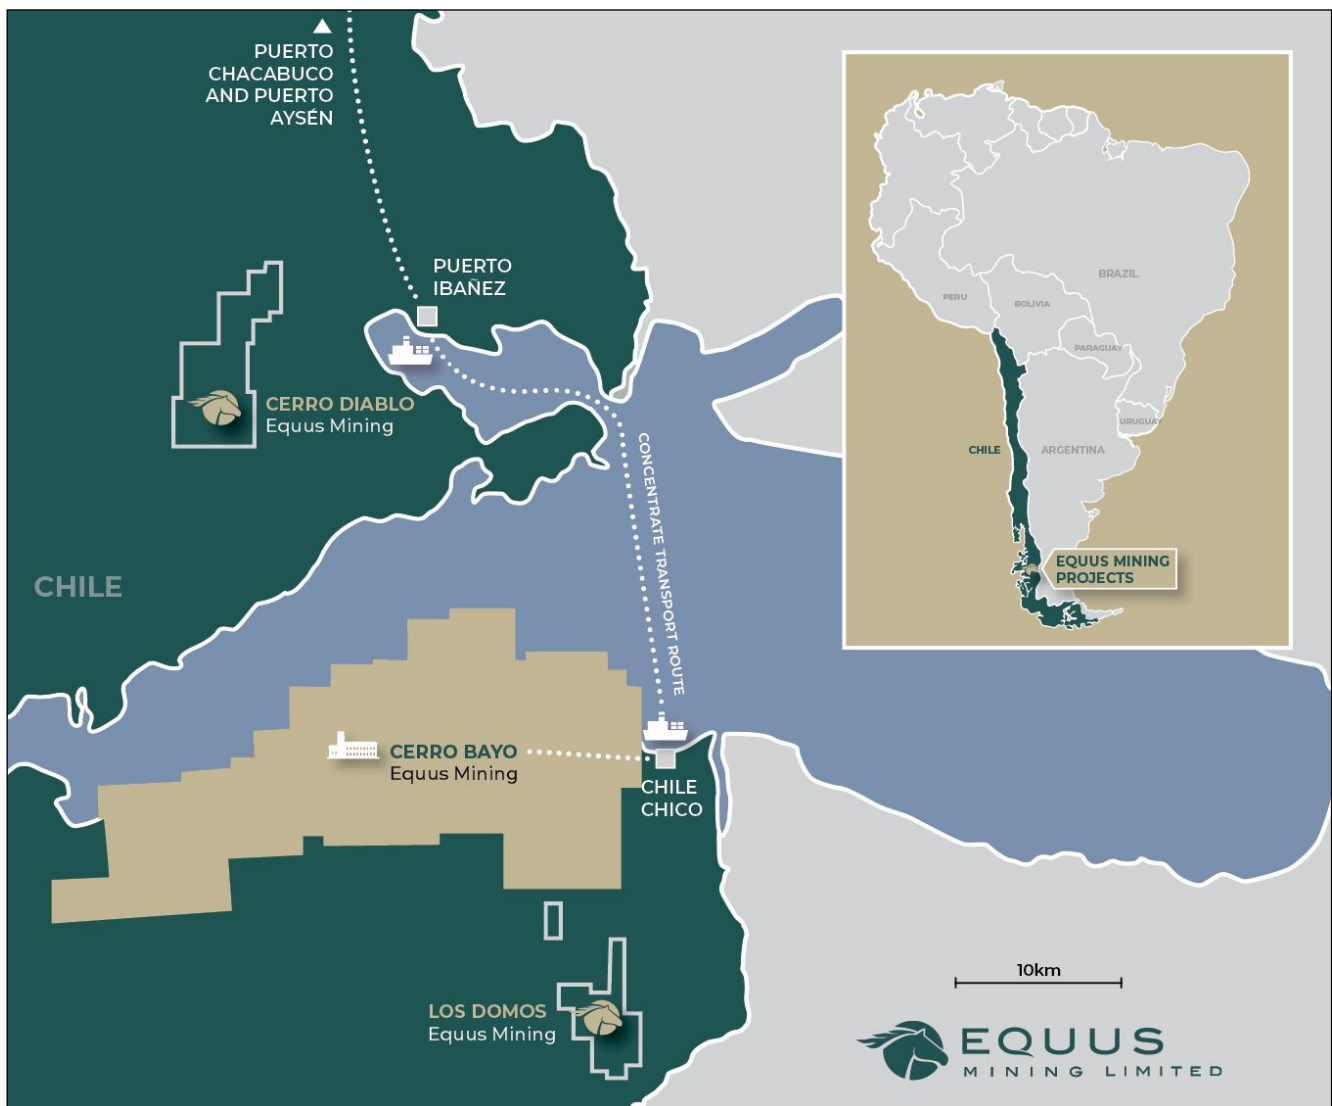 PUERTO
CHACABUCO
AND PUERTO
AYSÉN
PUERTO
IBAÑEZ
CERRO DIABLO
Equus Mining
CONCENTRATE TRANSPORT ROUTE
CHILE
CERRO BAYO
Equus Mining
CHILE
CHICO
LOS DOMOS
Equus Mining
BRAZIL
PERU
BOLIVIA
PARAGUAY
URUGUAY
CHILE
ARGENTINA
EQUUS MINING
PROJECTS
10km
EQUUS
MINING LIMITED